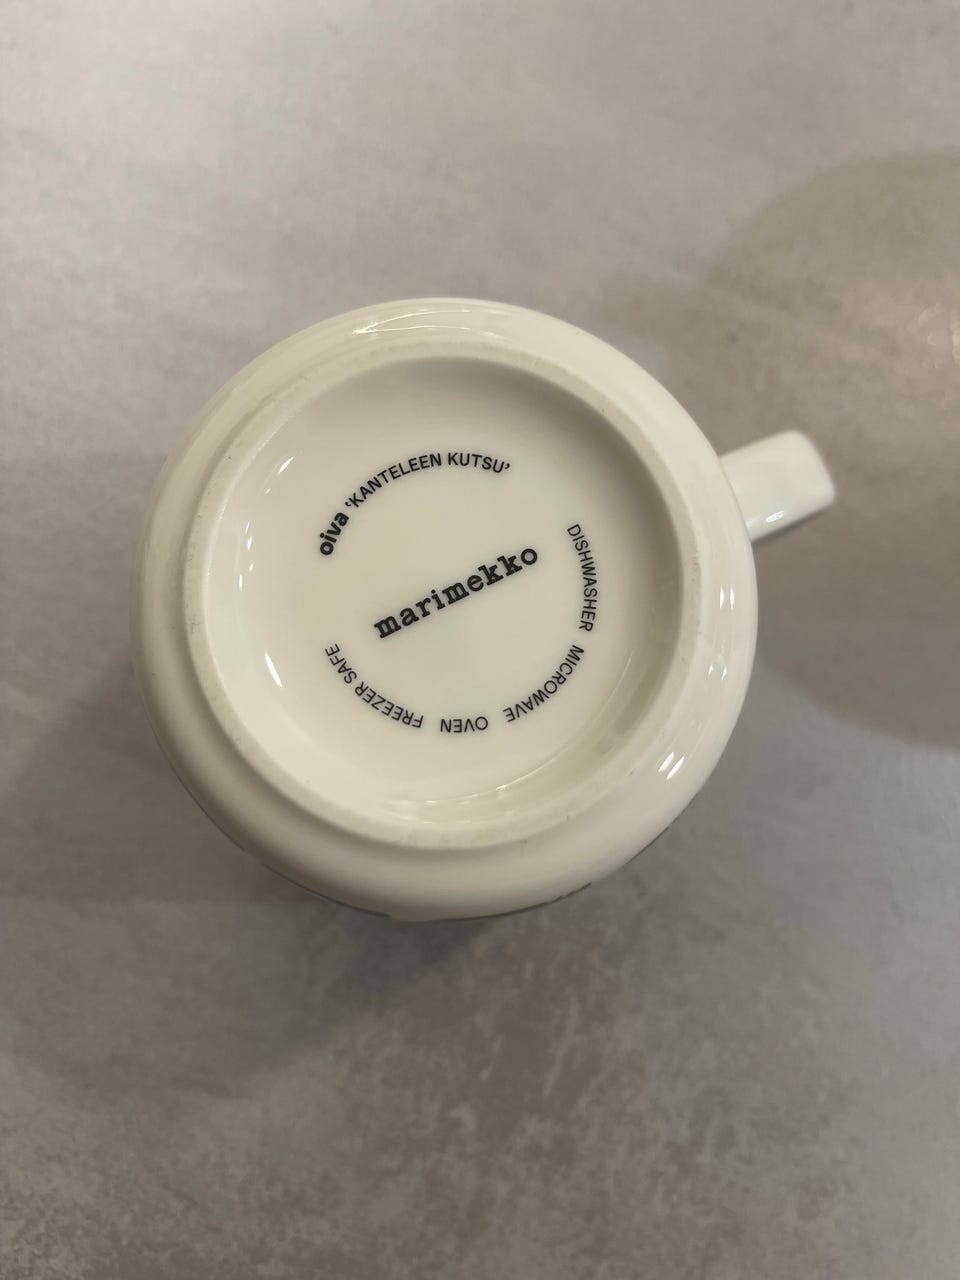 oiva ‘KANTELEEN KUTSU’
marimekko
DISHWASHER MICROWAVE OVEN FREEZER SAFE